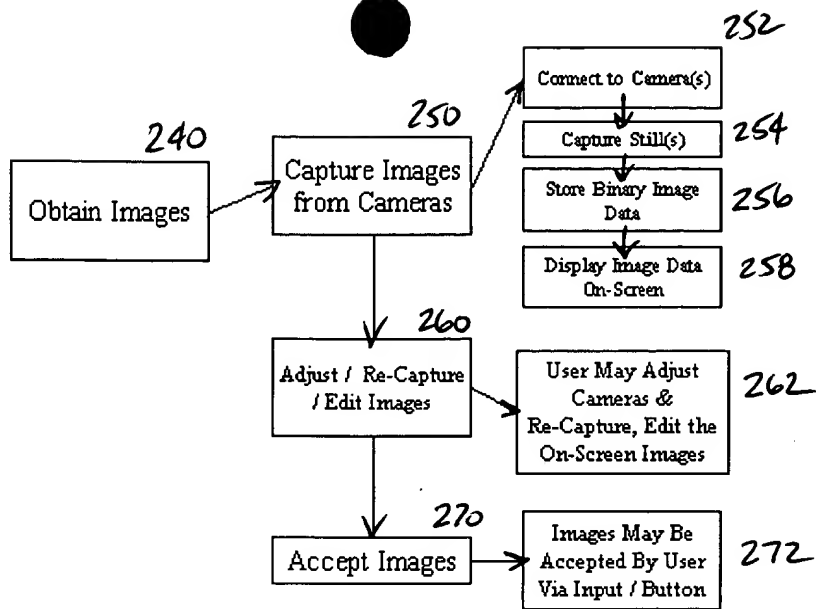 252
Connect to Camera(s)
240
250
254
Capture Still(s)
Obtain Images
Capture Images
from Cameras
Store Binary Image
Data
256
Display Image Data
On-Screen
258
260
Adjust / Re-Capture
/ Edit Images
User May Adjust
Cameras &
Re-Capture, Edit the
On-Screen Images
262
270
Accept Images
Images May Be
Accepted By User
Via Input / Button
272